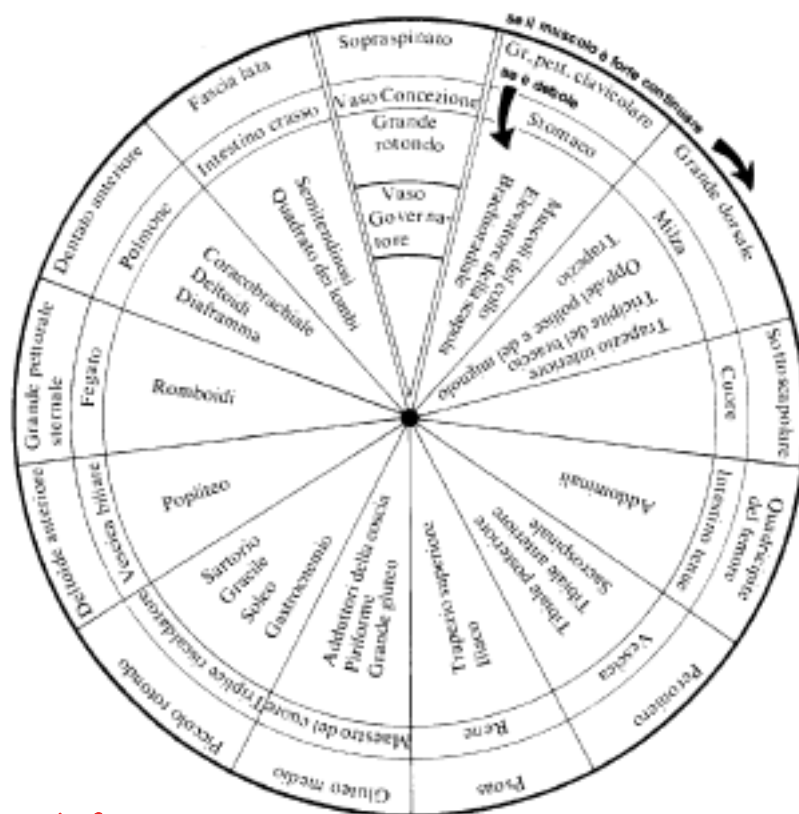 se il muscolo è forte continuare
se è debole
Sopraspinato
Vaso Concezione
Grande
rotondo
Vaso
Governa-
tore
Gr. pett. clavicolare
Stomaco
Muscoli del collo
Elevatore della scapola
Brachioradiale
Grande dorsale
Milza
Trapezio
Opp. del pollice e del mignolo
Tricipite del braccio
Trapezio inferiore
Sottoscapolare
Cuore
Quadricipite
del femore
Intestino tenue
Addominali
Peroniero
Vescica
Sacrospinale
Tibiale anteriore
Tibiale posteriore
Psoas
Rene
Iliaco
Trapezio superiore
Gluteo medio
Maestro del cuore
Adduttori della coscia
Piriforme
Grande gluteo
Piccolo rotondo
Triplice riscaldatore
Sartorio
Gracile
Soleo
Gastrocnemio
Deltoide anteriore
Vescica biliare
Popliteo
Grande pettorale
sternale
Fegato
Romboidi
Dentato anteriore
Polmone
Coracobrachiale
Deltoidi
Diaframma
Fascia lata
Intestino crasso
Semitendinosi
Quadrato dei lombi